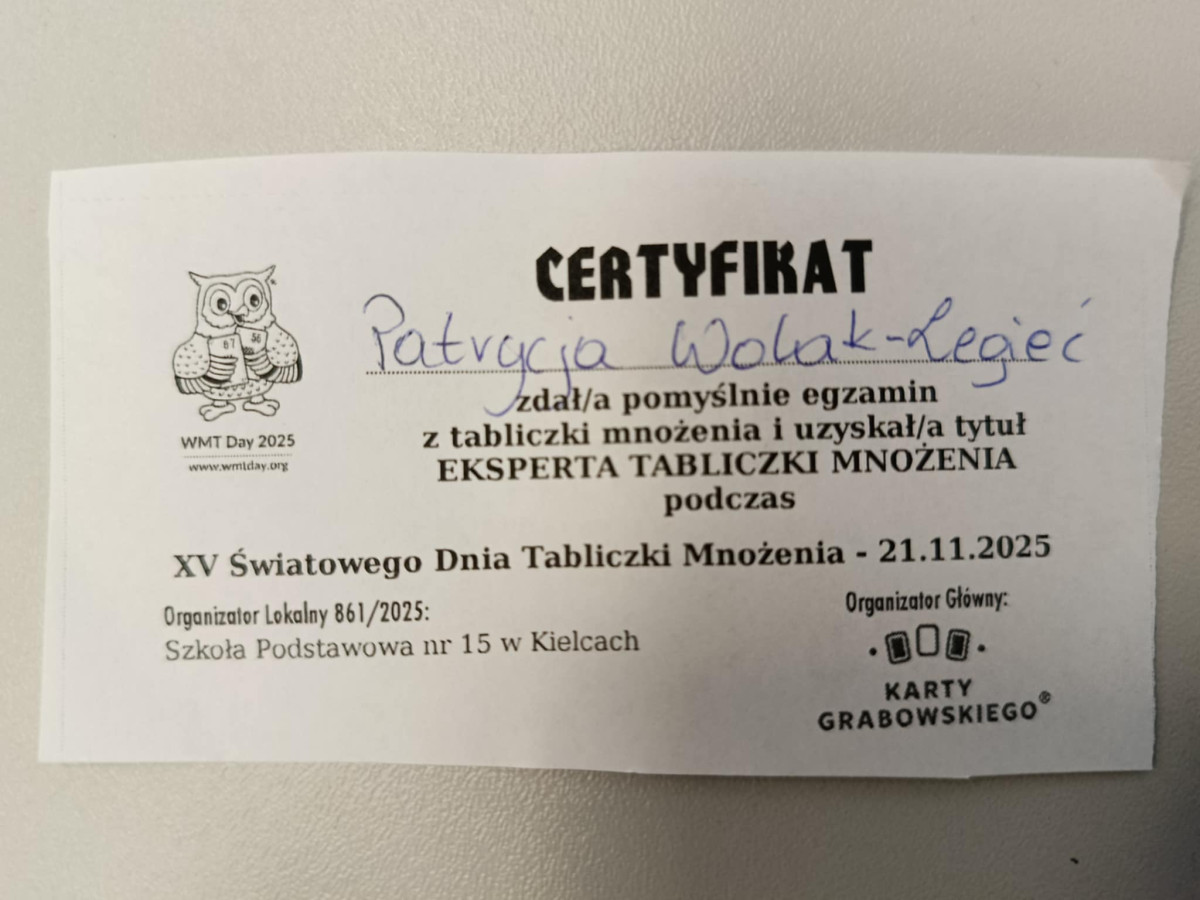 CERTYFIKAT
Patrycja Wolak-Legieć
zdał/a pomyślnie egzamin
z tabliczki mnożenia i uzyskał/a tytuł
EKSPERTA TABLICZKI MNOŻENIA
podczas
XV Światowego Dnia Tabliczki Mnożenia - 21.11.2025
87 56
WMT Day 2025
www.wmtday.org
Organizator Lokalny 861/2025:
Szkoła Podstawowa nr 15 w Kielcach
Organizator Główny:
KARTY
GRABOWSKIEGO®